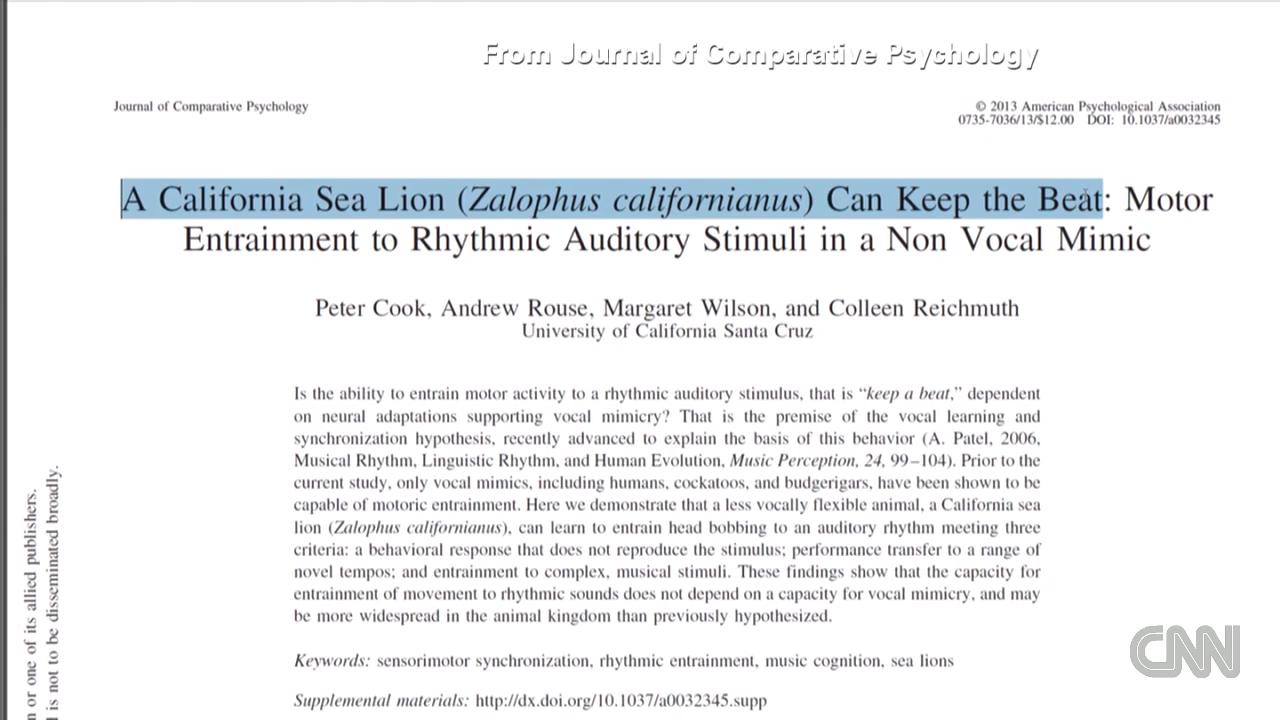 From Journal of Comparative Psychology
Journal of Comparative Psychology
© 2013 American Psychological Association
0735-7036/13/$12.00 DOI: 10.1037/a0032345
A California Sea Lion (Zalophus californianus) Can Keep the Beat: Motor
Entrainment to Rhythmic Auditory Stimuli in a Non Vocal Mimic
Peter Cook, Andrew Rouse, Margaret Wilson, and Colleen Reichmuth
University of California Santa Cruz
Is the ability to entrain motor activity to a rhythmic auditory stimulus, that is “keep a beat,” dependent
on neural adaptations supporting vocal mimicry? That is the premise of the vocal learning and
synchronization hypothesis, recently advanced to explain the basis of this behavior (A. Patel, 2006,
Musical Rhythm, Linguistic Rhythm, and Human Evolution, Music Perception, 24, 99–104). Prior to the
current study, only vocal mimics, including humans, cockatoos, and budgerigars, have been shown to be
capable of motoric entrainment. Here we demonstrate that a less vocally flexible animal, a California sea
lion (Zalophus californianus), can learn to entrain head bobbing to an auditory rhythm meeting three
criteria: a behavioral response that does not reproduce the stimulus; performance transfer to a range of
novel tempos; and entrainment to complex, musical stimuli. These findings show that the capacity for
entrainment of movement to rhythmic sounds does not depend on a capacity for vocal mimicry, and may
be more widespread in the animal kingdom than previously hypothesized.
Keywords: sensorimotor synchronization, rhythmic entrainment, music cognition, sea lions
Supplemental materials: http://dx.doi.org/10.1037/a0032345.supp
n or one of its allied publishers.
is not to be disseminated broadly.
CNN